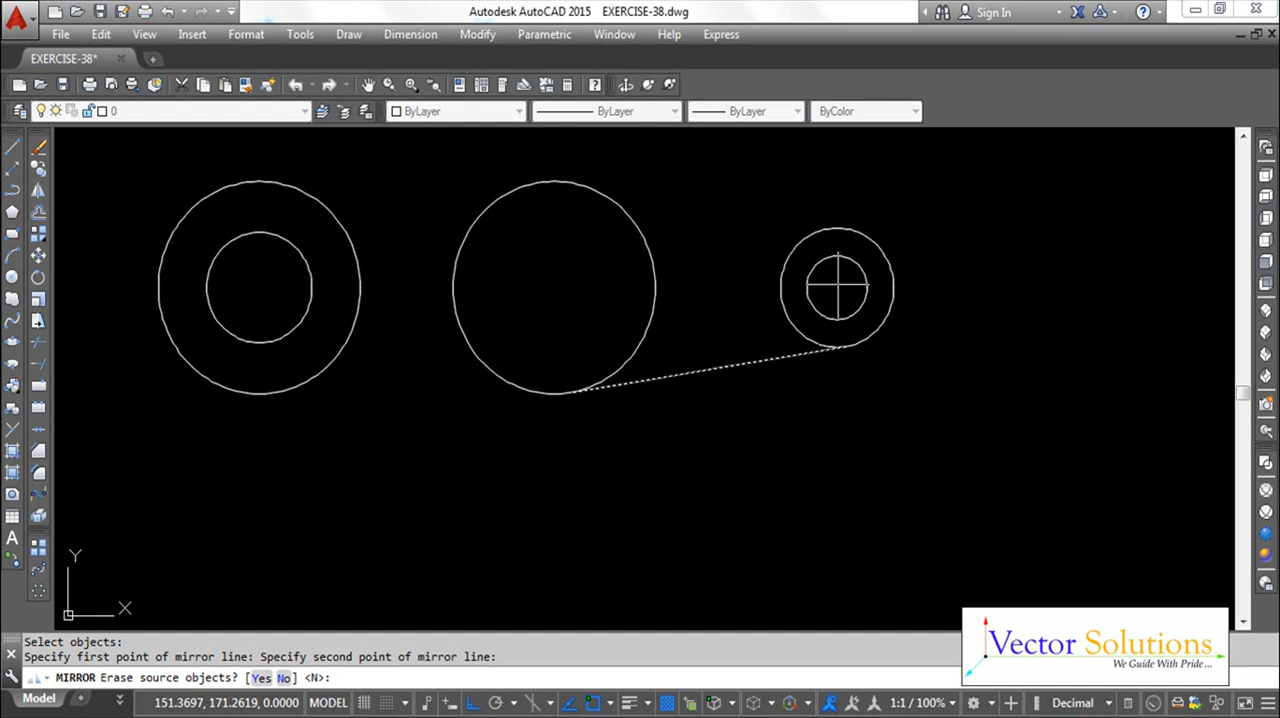 Autodesk AutoCAD 2015 EXERCISE-38.dwg
Sign In
File Edit View Insert Format Tools Draw Dimension Modify Parametric Window Help Express
EXERCISE-38*
0
ByLayer
ByLayer
ByLayer
ByColor
A
Y
X
Select objects:
Specify first point of mirror line: Specify second point of mirror line:
MIRROR Erase source objects? [Yes No] <N>:
Vector Solutions
We Guide With Pride...
Model
151.3697, 171.2619, 0.0000 MODEL
1:1 / 100%
Decimal